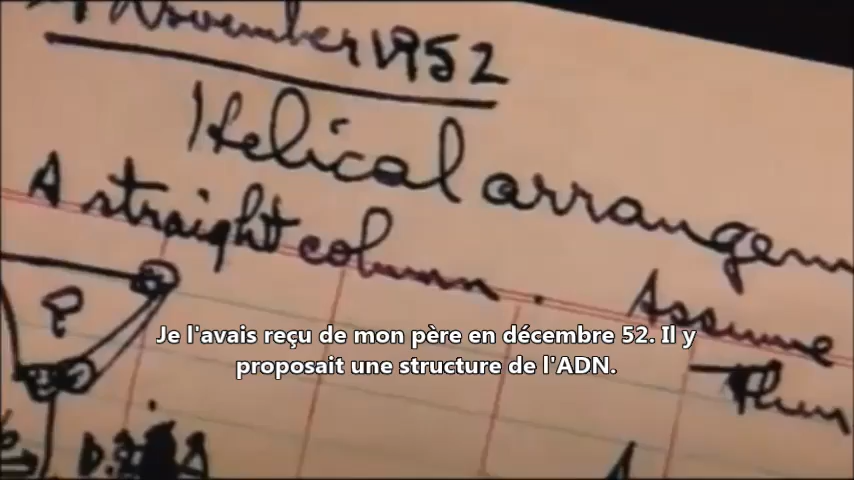 November 1952
Helical arrangem
A straight column.
Assume
Then
P
Je l'avais reçu de mon père en décembre 52. Il y
proposait une structure de l'ADN.